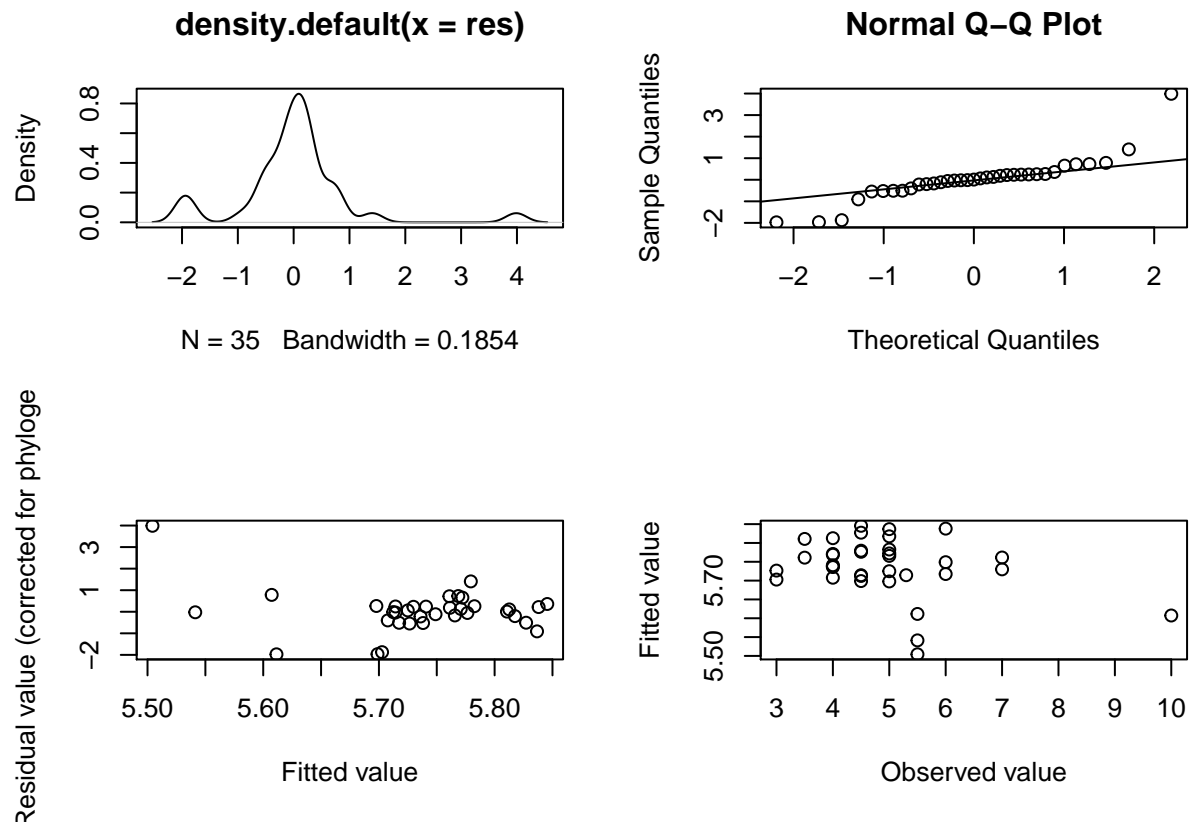 density.default(x = res)
Density
0.0 0.4 0.8
−2 −1 0 1 2 3 4
N = 35 Bandwidth = 0.1854
Normal Q−Q Plot
Sample Quantiles
−2 1 3
−2 −1 0 1 2
Theoretical Quantiles
Residual value (corrected for phyloge
−2 1 3
5.50 5.60 5.70 5.80
Fitted value
Fitted value
5.50 5.70
3 4 5 6 7 8 9 10
Observed value